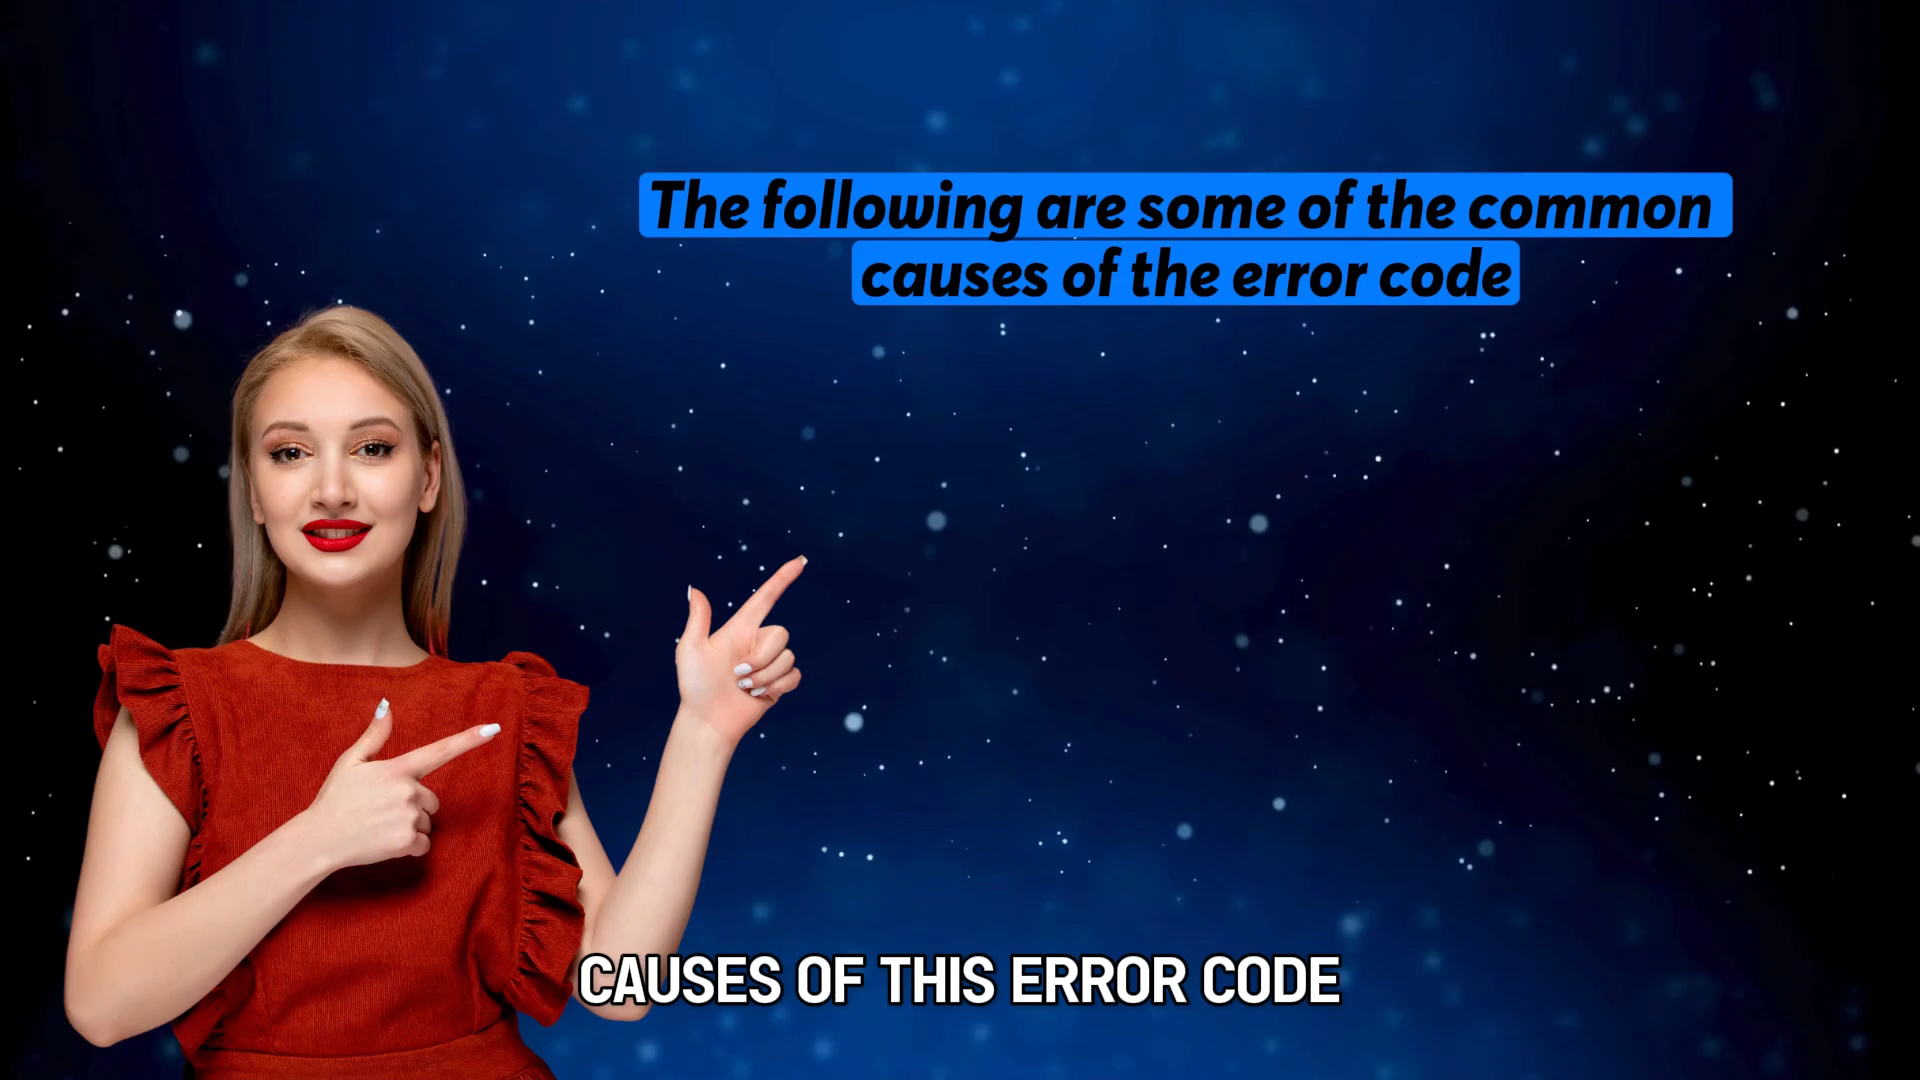 The following are some of the common
causes of the error code
CAUSES OF THIS ERROR CODE